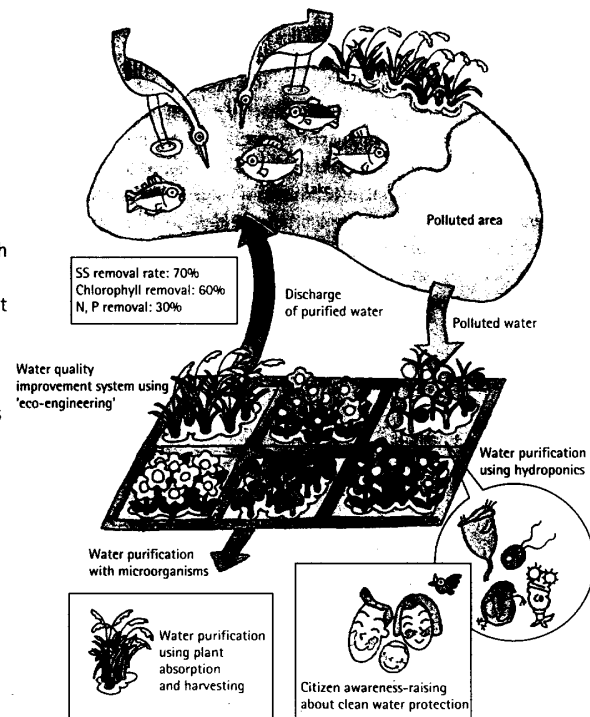 Lake
Polluted area
SS removal rate: 70%
Chlorophyll removal: 60%
N, P removal: 30%
Discharge
of purified water
Polluted water
Water quality
improvement system using
'eco-engineering'
Water purification
using hydroponics
Water purification
with microorganisms
Water purification
using plant
absorption
and harvesting
Citizen awareness-raising
about clean water protection